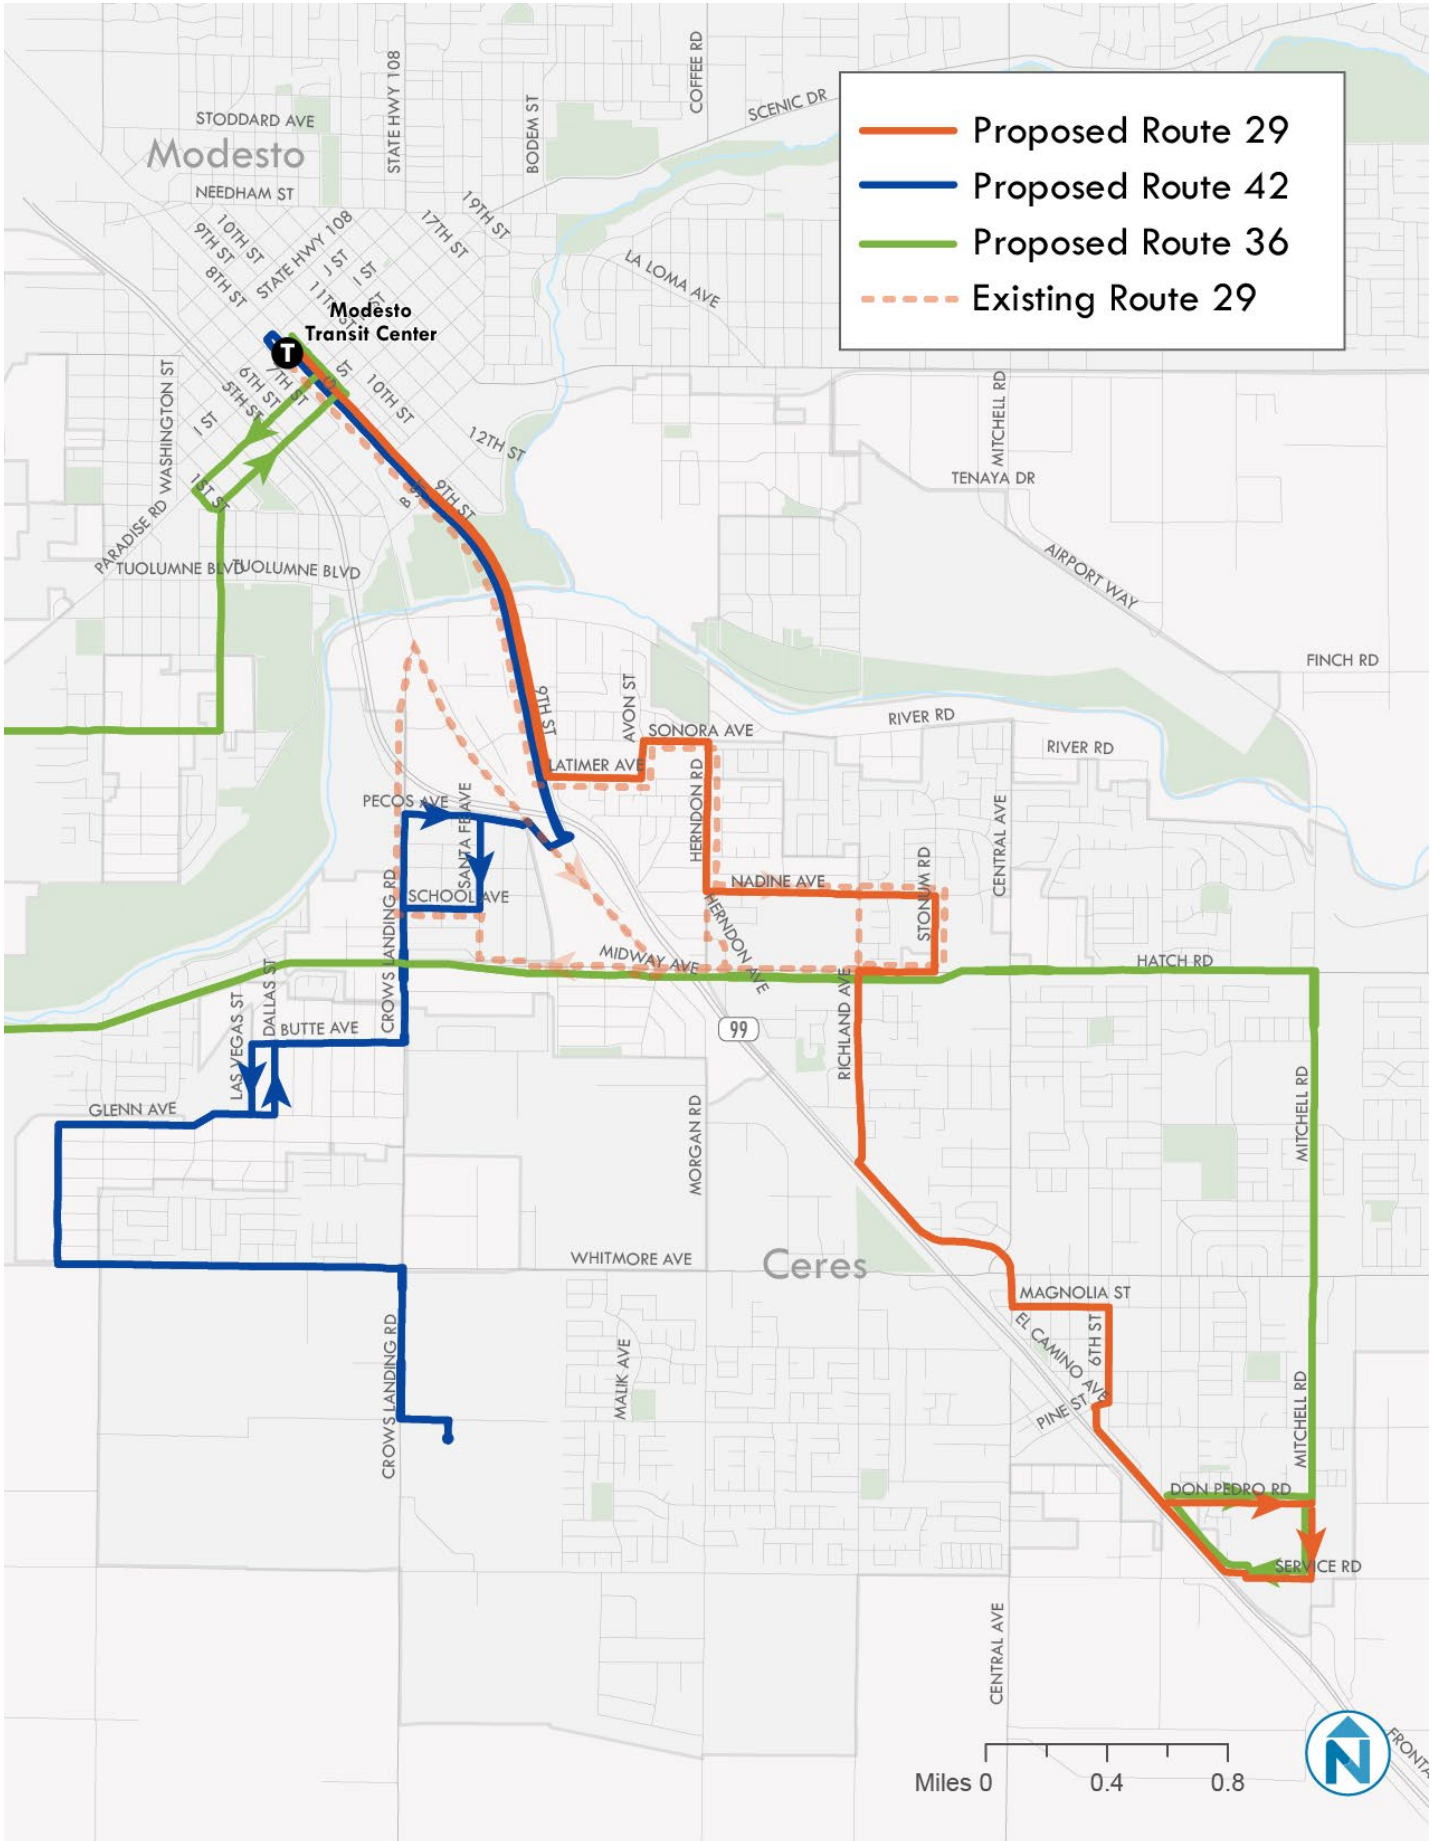 STODDARD AVE
Modesto
STATE HWY 108
COFFEE RD
BODEM ST
SCENIC DR
Proposed Route 29
Proposed Route 42
Proposed Route 36
Existing Route 29
NEEDHAM ST
10TH ST
9TH ST
8TH ST
STATE HWY 108
J ST
I ST
17TH ST
19TH ST
LA LOMA AVE
Modesto
Transit Center
T
7TH ST
6TH ST
5TH ST
I ST
10TH ST
12TH ST
WASHINGTON ST
1ST ST
9TH ST
PARADISE RD
TUOLUMNE BLVD
TUOLUMNE BLVD
MITCHELL RD
TENAYA DR
AIRPORT WAY
FINCH RD
9TH ST
AVON ST
SONORA AVE
RIVER RD
RIVER RD
LATIMER AVE
HERNDON RD
PECOS AVE
SANTA FE AVE
CENTRAL AVE
NADINE AVE
STONUM RD
SCHOOL AVE
CROWS LANDING RD
HERNDON AVE
MIDWAY AVE
HATCH RD
LAS VEGAS ST
DALLAS ST
BUTTE AVE
99
RICHLAND AVE
GLENN AVE
MORGAN RD
MITCHELL RD
WHITMORE AVE
Ceres
MAGNOLIA ST
EL CAMINO AVE
6TH ST
PINE ST
CROWS LANDING RD
MALIK AVE
MITCHELL RD
DON PEDRO RD
SERVICE RD
CENTRAL AVE
Miles 0 0.4 0.8
N